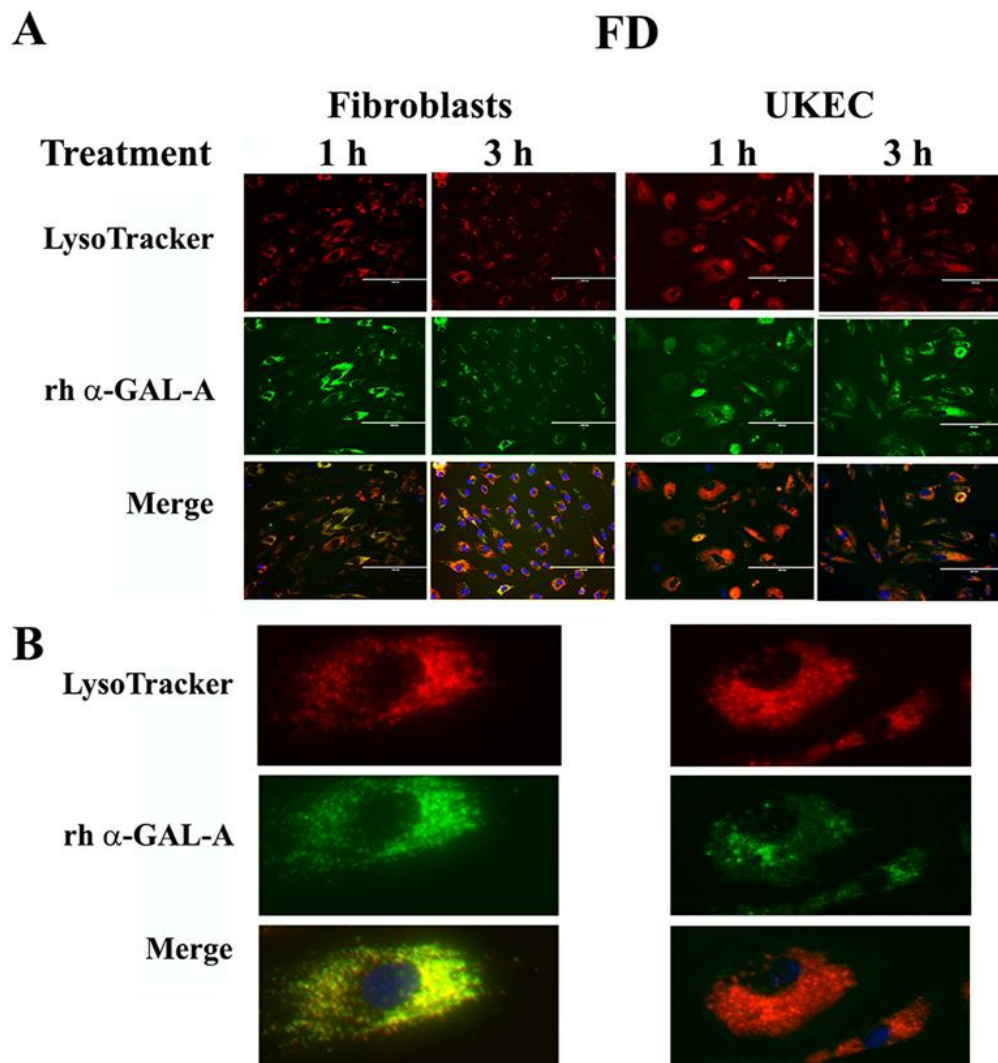 A
FD
Fibroblasts UKEC
Treatment 1 h 3 h 1 h 3 h
LysoTracker
rh α-GAL-A
Merge
B
LysoTracker
rh α-GAL-A
Merge